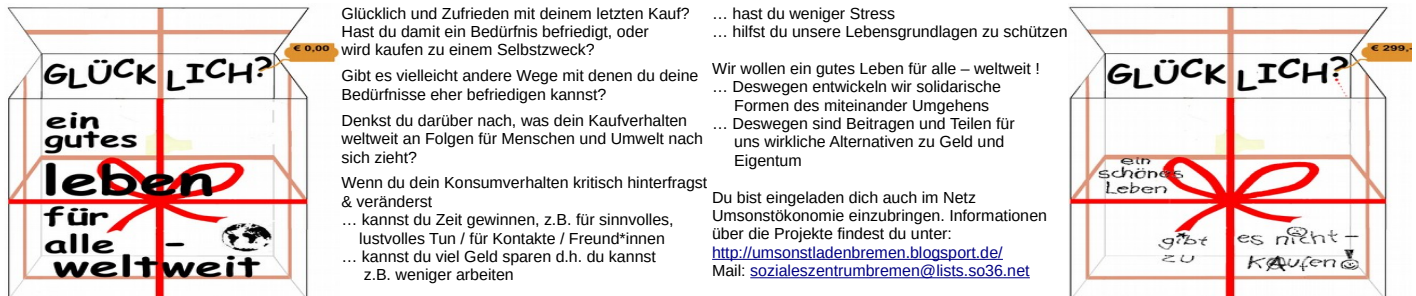 € 0,00
GLÜCKLICH?
ein
gutes
leben
für
alle –
weltweit
Glücklich und Zufrieden mit deinem letzten Kauf?
Hast du damit ein Bedürfnis befriedigt, oder
wird kaufen zu einem Selbstzweck?
Gibt es vielleicht andere Wege mit denen du deine
Bedürfnisse eher befriedigen kannst?
Denkst du darüber nach, was dein Kaufverhalten
weltweit an Folgen für Menschen und Umwelt nach
sich zieht?
Wenn du dein Konsumverhalten kritisch hinterfragst
& veränderst
… kannst du Zeit gewinnen, z.B. für sinnvolles,
lustvolles Tun / für Kontakte / Freund*innen
… kannst du viel Geld sparen d.h. du kannst
z.B. weniger arbeiten
… hast du weniger Stress
… hilfst du unsere Lebensgrundlagen zu schützen
Wir wollen ein gutes Leben für alle – weltweit !
… Deswegen entwickeln wir solidarische
Formen des miteinander Umgehens
… Deswegen sind Beitragen und Teilen für
uns wirkliche Alternativen zu Geld und
Eigentum
Du bist eingeladen dich auch im Netz
Umsonstökonomie einzubringen. Informationen
über die Projekte findest du unter:
http://umsonstladenbremen.blogsport.de/
Mail: sozialeszentrumbremen@lists.so36.net
€ 299,-
GLÜCKLICH?
ein
schönes
Leben
gibt es nicht –
zu kaufen!